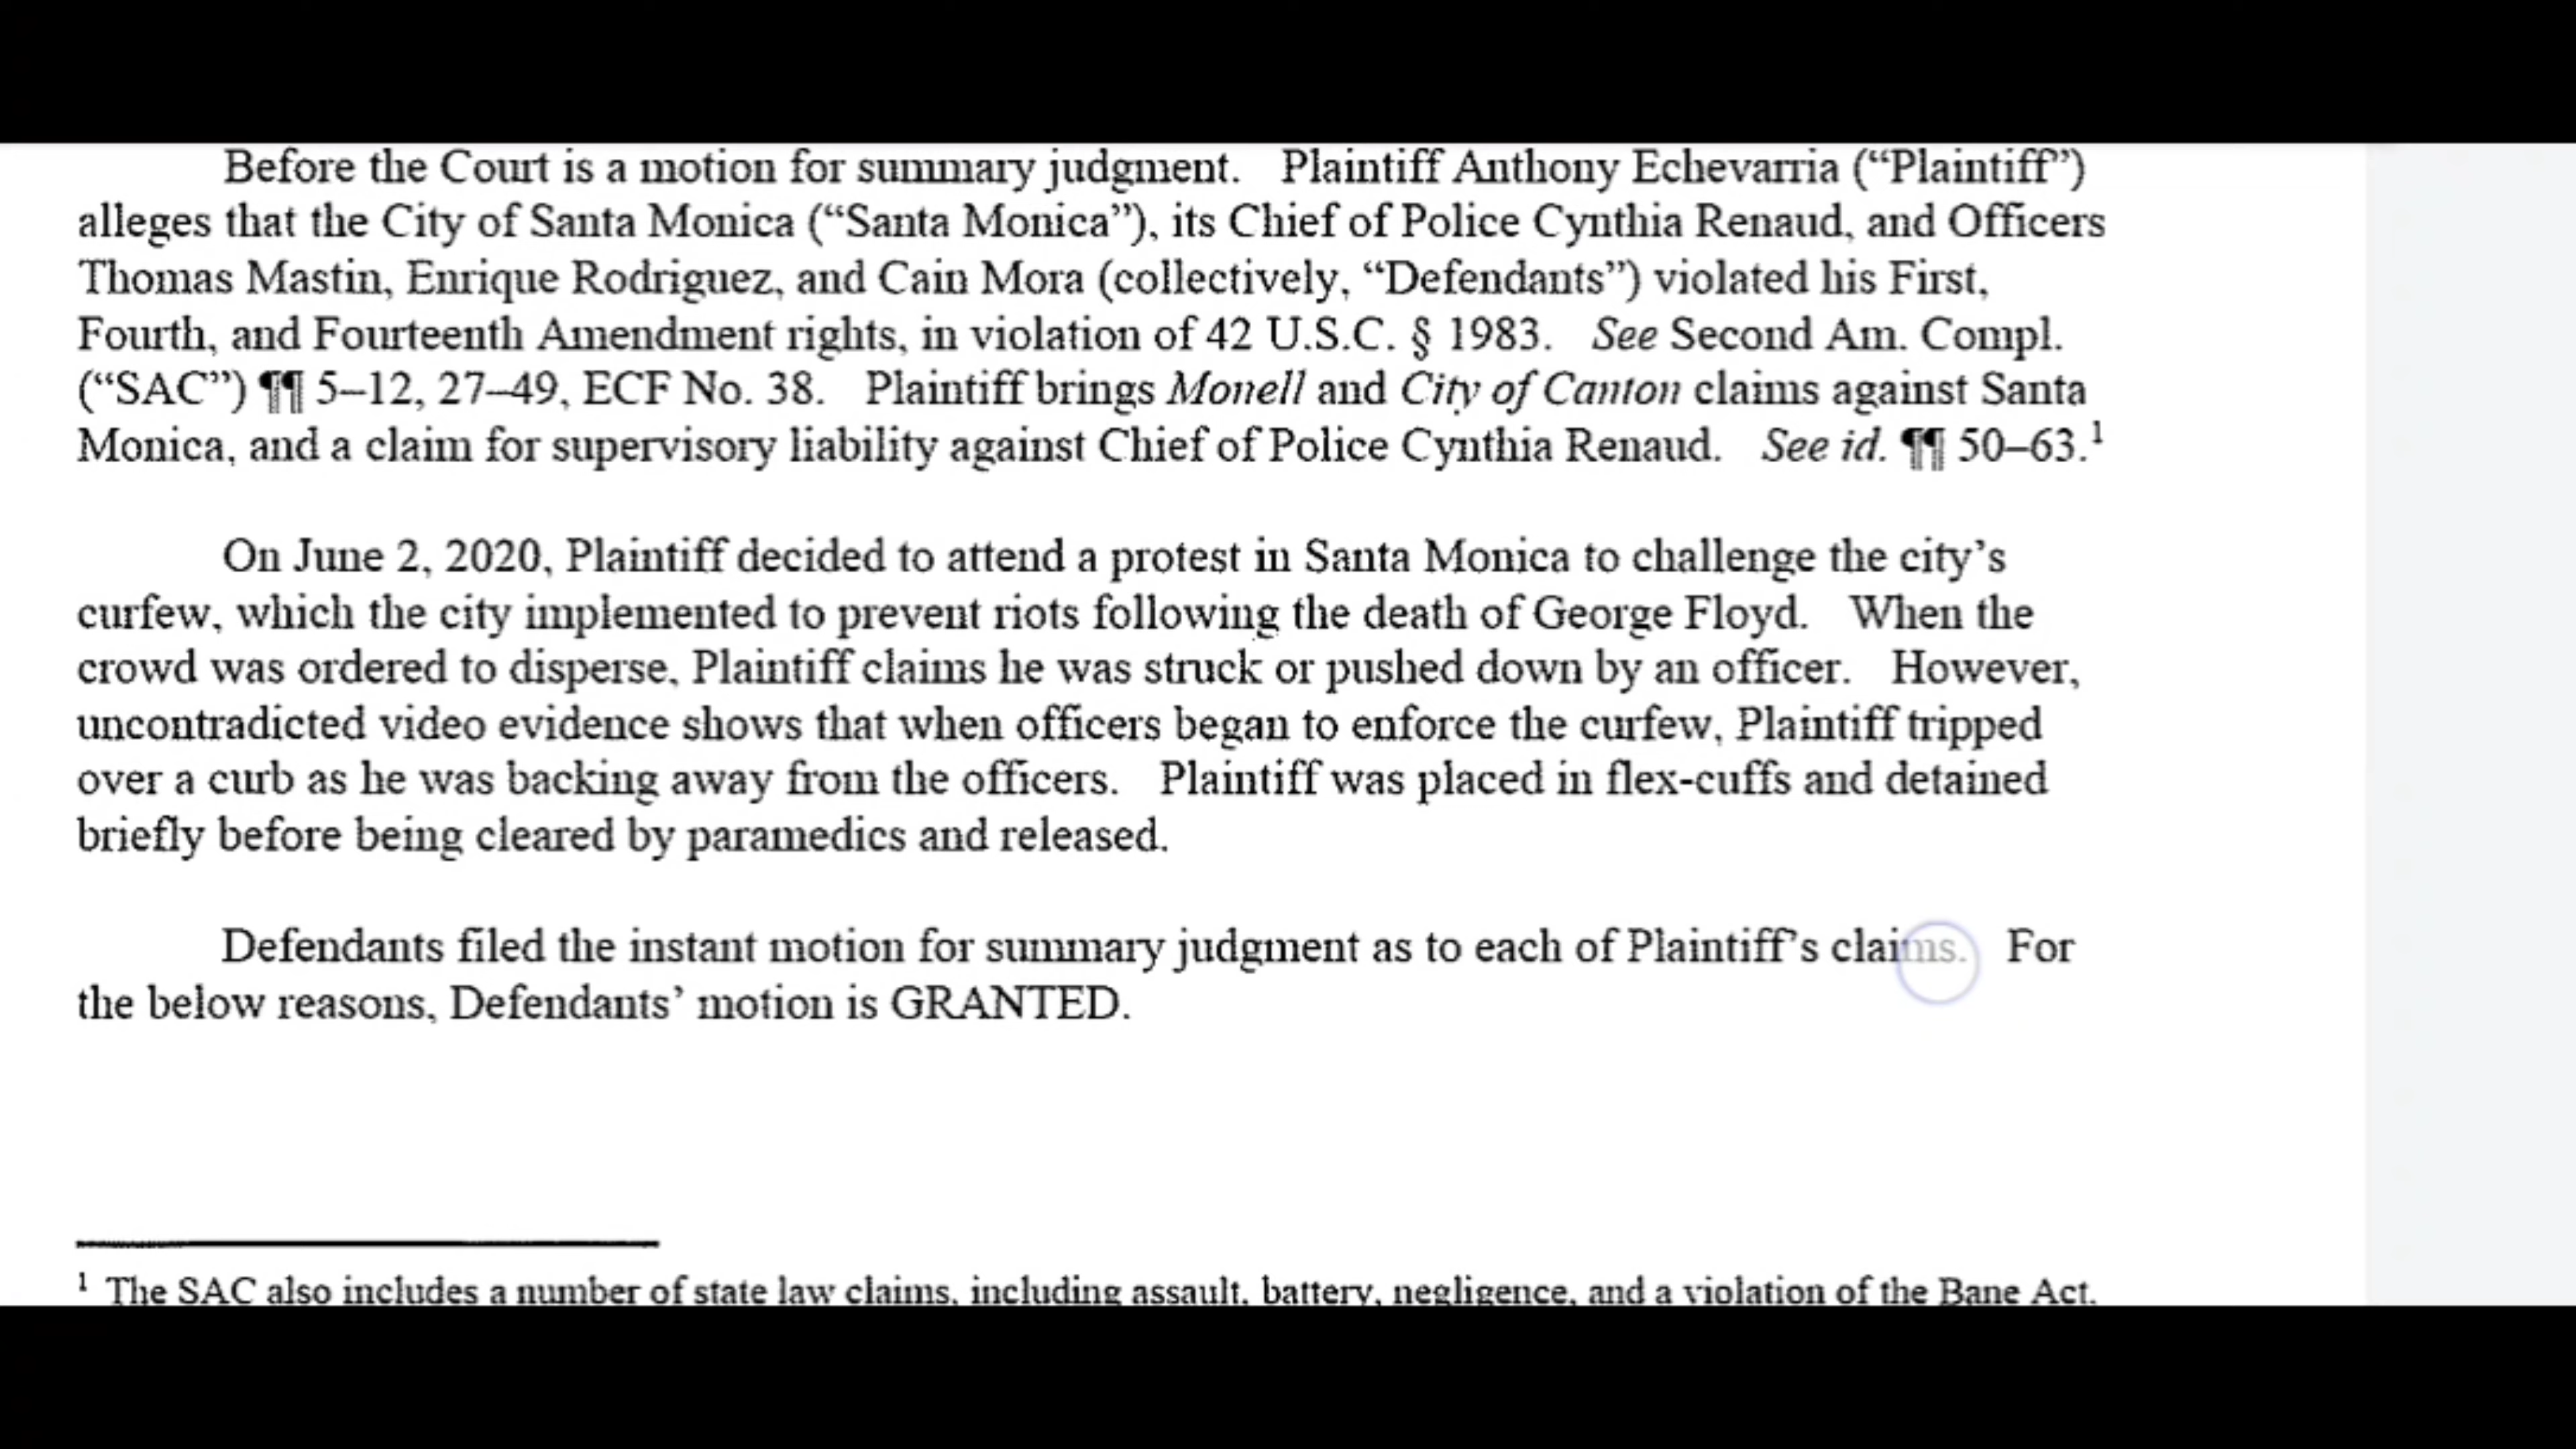 Before the Court is a motion for summary judgment. Plaintiff Anthony Echevarria (“Plaintiff”)
alleges that the City of Santa Monica (“Santa Monica”), its Chief of Police Cynthia Renaud, and Officers
Thomas Mastin, Enrique Rodriguez, and Cain Mora (collectively, “Defendants”) violated his First,
Fourth, and Fourteenth Amendment rights, in violation of 42 U.S.C. § 1983. See Second Am. Compl.
(“SAC”) ¶¶ 5–12, 27–49, ECF No. 38. Plaintiff brings Monell and City of Canton claims against Santa
Monica, and a claim for supervisory liability against Chief of Police Cynthia Renaud. See id. ¶¶ 50–63.¹
On June 2, 2020, Plaintiff decided to attend a protest in Santa Monica to challenge the city’s
curfew, which the city implemented to prevent riots following the death of George Floyd. When the
crowd was ordered to disperse, Plaintiff claims he was struck or pushed down by an officer. However,
uncontradicted video evidence shows that when officers began to enforce the curfew, Plaintiff tripped
over a curb as he was backing away from the officers. Plaintiff was placed in flex-cuffs and detained
briefly before being cleared by paramedics and released.
Defendants filed the instant motion for summary judgment as to each of Plaintiff’s claims. For
the below reasons, Defendants’ motion is GRANTED.
¹ The SAC also includes a number of state law claims, including assault, battery, negligence, and a violation of the Bane Act.